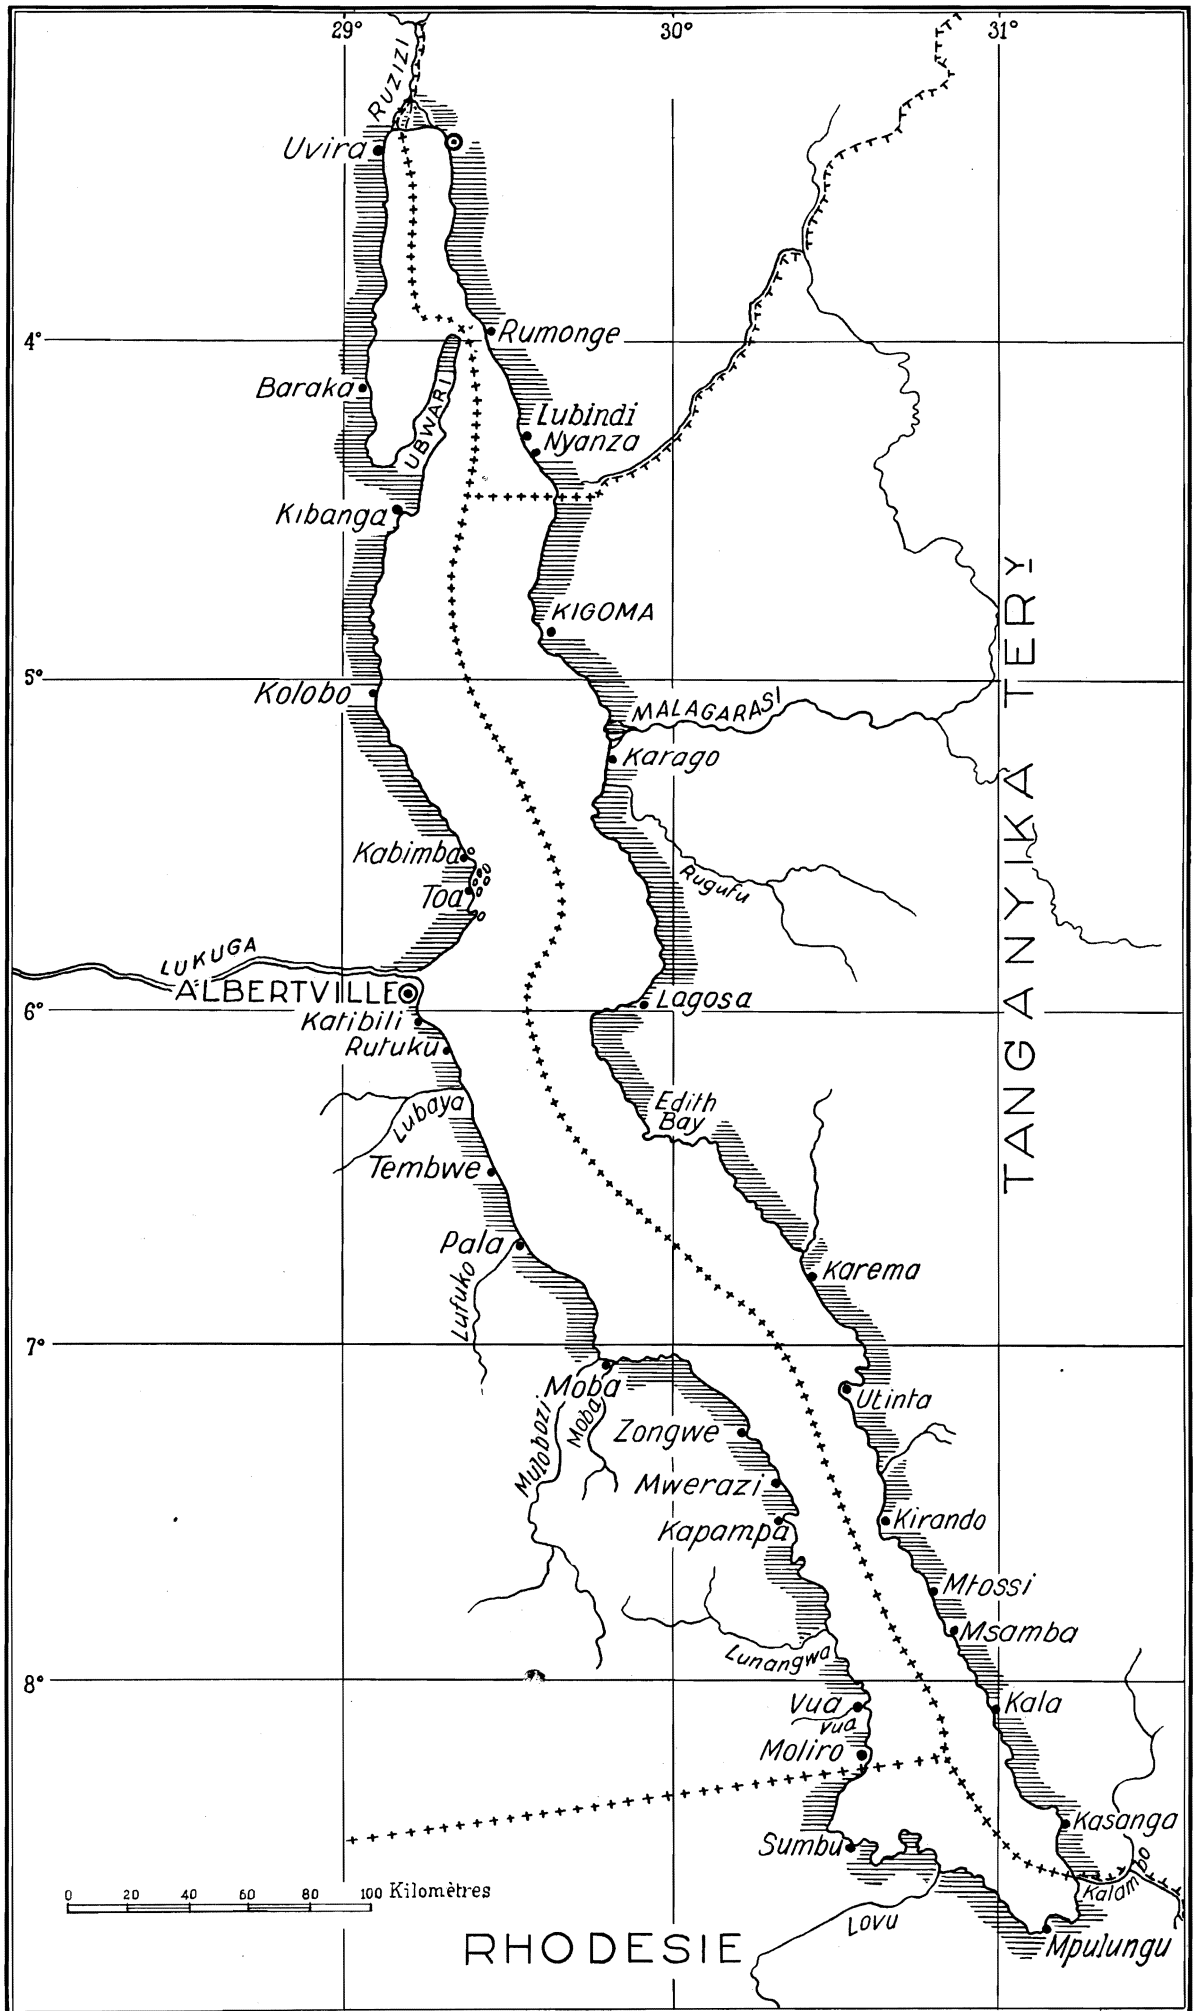 29° 30° 31°
RUZIZI
Uvira
4°
Rumonge
Baraka
UBWARI
Lubindi
Nyanza
Kibanga
KIGOMA
5°
Kolobo
MALAGARASI
Karago
Kabimba
Toa
Rugufu
TANGANYIKA TERY
LUKUGA
ALBERTVILLE
Lagosa
6°
Katibili
Rutuku
Lubaya
Edith
Bay
Tembwe
Pala
Lufuko
Karema
7°
Moba
Utinta
Mulobozi
Moba
Zongwe
Mwerazi
Kapampa
Kirando
Mtossi
Msamba
Lunangwa
8°
Vua
Vua
Kala
Moliro
Kasanga
Sumbu
Kalambo
0 20 40 60 80 100 Kilomètres
Lovu
RHODESIE
Mpulungu